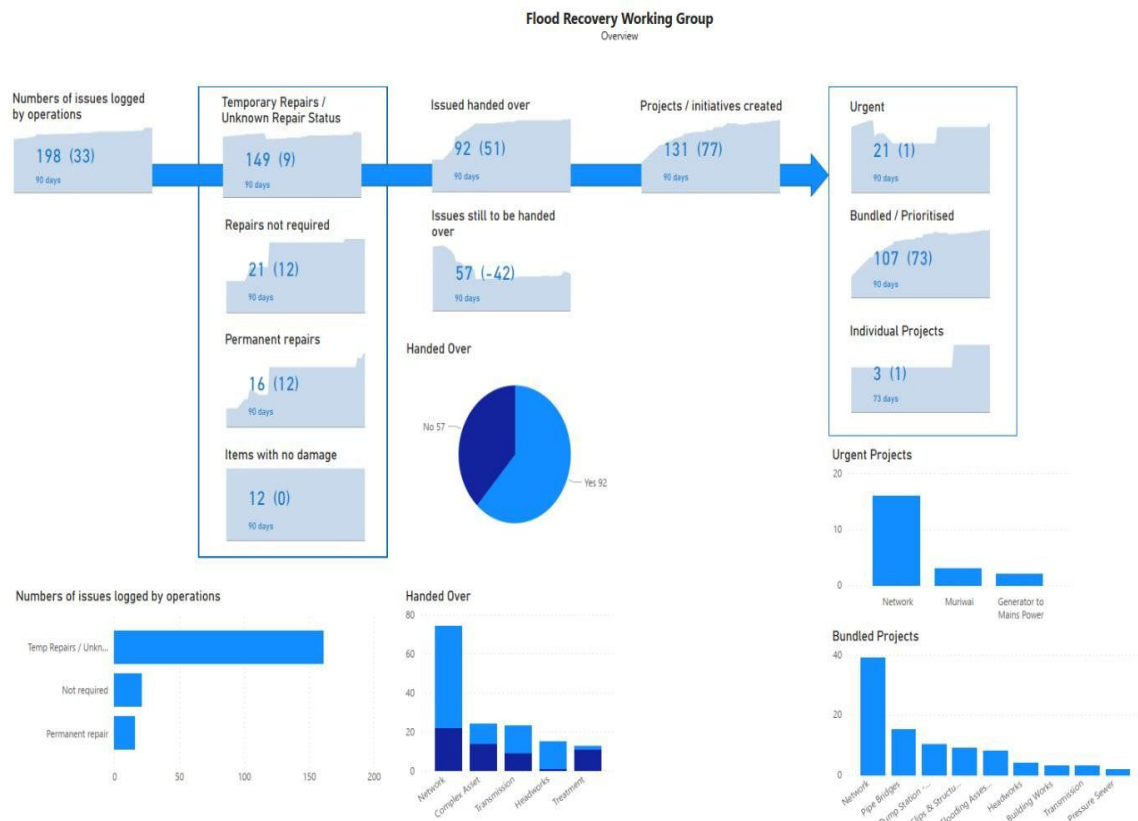 Flood Recovery Working Group
Overview
Numbers of issues logged
by operations
198 (33)
90 days
Temporary Repairs /
Unknown Repair Status
149 (9)
90 days
Repairs not required
21 (12)
90 days
Permanent repairs
16 (12)
90 days
Items with no damage
12 (0)
90 days
Issued handed over
92 (51)
90 days
Issues still to be handed
over
57 (-42)
90 days
Projects / initiatives created
131 (77)
90 days
Urgent
21 (1)
90 days
Bundled / Prioritised
107 (73)
90 days
Individual Projects
3 (1)
73 days
Handed Over
No 57
Yes 92
Urgent Projects
20
10
0
Network
Muriwai
Generator to
Mains Power
Numbers of issues logged by operations
Temp Repairs / Unkn...
Not required
Permanent repair
0
50
100
150
200
Handed Over
80
60
40
20
0
Network
Complex Asset
Transmission
Headworks
Treatment
Bundled Projects
40
20
0
Network
Pipe Bridges
Pump Station -...
Slips & Structu...
Flooding Asses...
Headworks
Building Works
Transmission
Pressure Sewer